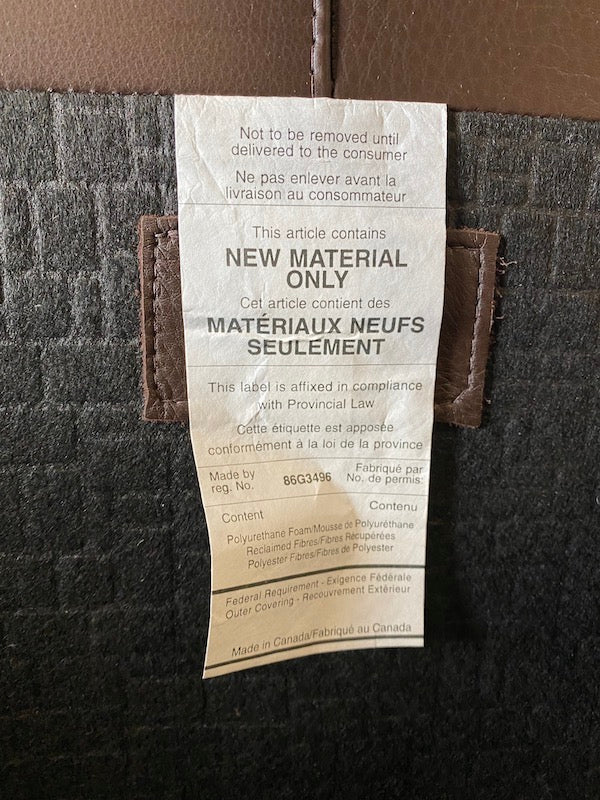 Not to be removed until
delivered to the consumer
Ne pas enlever avant la
livraison au consommateur
This article contains
NEW MATERIAL
ONLY
Cet article contient des
MATÉRIAUX NEUFS
SEULEMENT
This label is affixed in compliance
with Provincial Law
Cette étiquette est apposée
conformément à la loi de la province
Made by
reg. No.
86G3496
Fabriqué par
No. de permis:
Content
Contenu
Polyurethane Foam/Mousse de Polyuréthane
Reclaimed Fibres/Fibres Recupérées
Polyester Fibres/Fibres de Polyester
Federal Requirement - Exigence Fédérale
Outer Covering - Recouvrement Extérieur
Made in Canada/Fabriqué au Canada